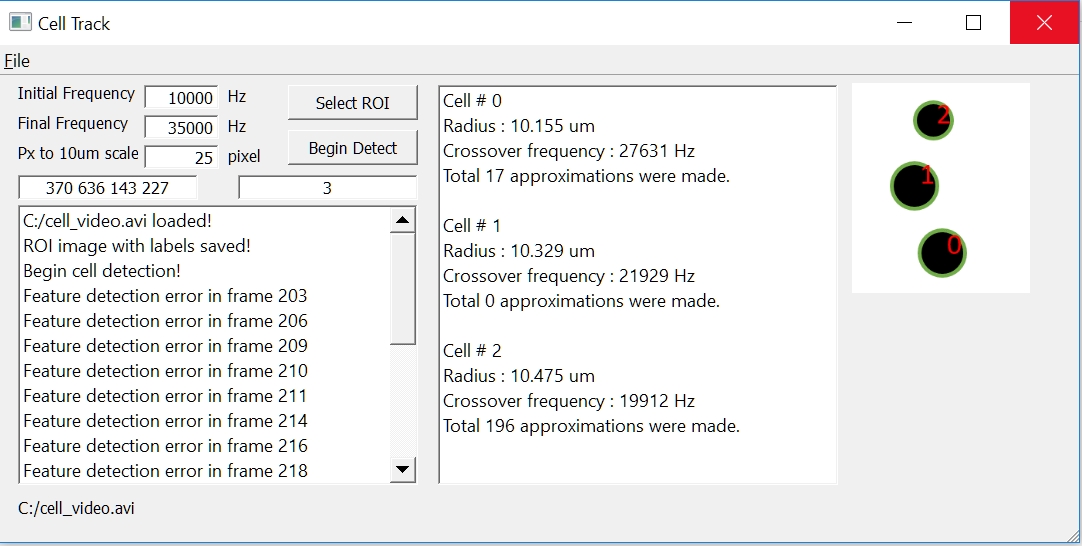 Cell Track
File
Initial Frequency 10000 Hz
Select ROI
Final Frequency 35000 Hz
Begin Detect
Px to 10um scale 25 pixel
370 636 143 227
3
C:/cell_video.avi loaded!
ROI image with labels saved!
Begin cell detection!
Feature detection error in frame 203
Feature detection error in frame 206
Feature detection error in frame 209
Feature detection error in frame 210
Feature detection error in frame 211
Feature detection error in frame 214
Feature detection error in frame 216
Feature detection error in frame 218
Cell # 0
Radius : 10.155 um
Crossover frequency : 27631 Hz
Total 17 approximations were made.
Cell # 1
Radius : 10.329 um
Crossover frequency : 21929 Hz
Total 0 approximations were made.
Cell # 2
Radius : 10.475 um
Crossover frequency : 19912 Hz
Total 196 approximations were made.
2
1
0
C:/cell_video.avi